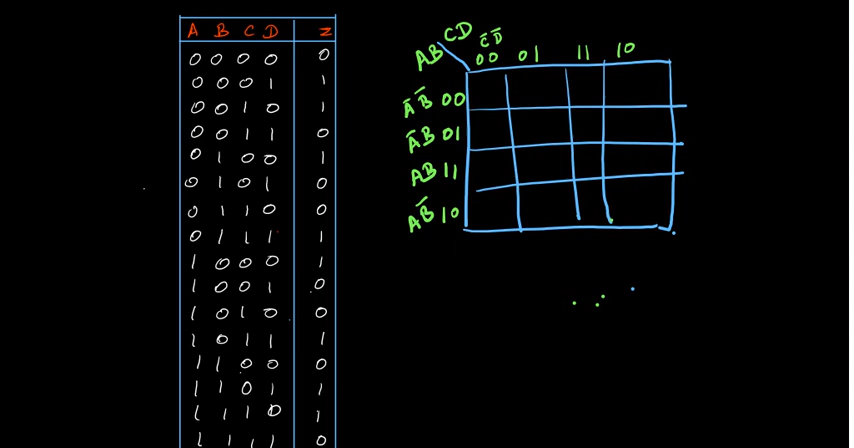 A B C D Z
0 0 0 0 0
0 0 0 1 1
0 0 1 0 1
0 0 1 1 0
0 1 0 0 1
0 1 0 1 0
0 1 1 0 0
0 1 1 1 1
1 0 0 0 1
1 0 0 1 0
1 0 1 0 0
1 0 1 1 1
1 1 0 0 0
1 1 0 1 1
1 1 1 0 1
1 1 1 1 0
CD
AB
C̅ D̅
00 01 11 10
A̅ B̅ 00
A̅ B 01
AB 11
A B̅ 10